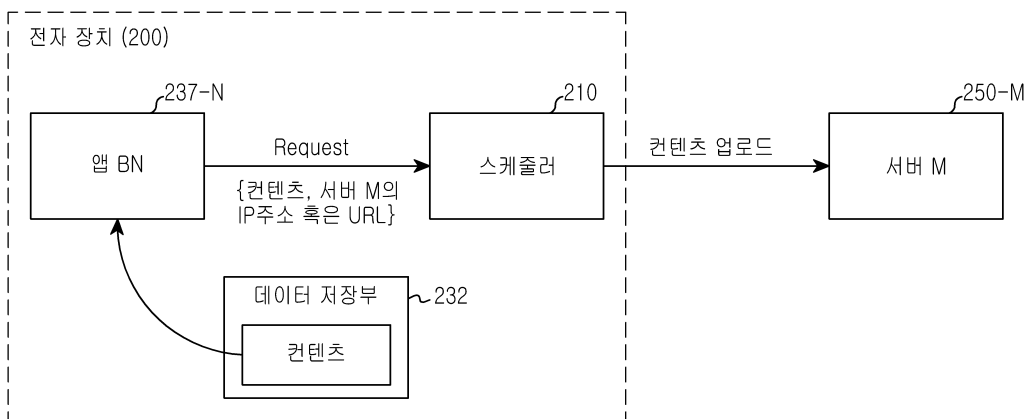 전자 장치 (200)
237-N
210
250-M
앱 BN
Request
{컨텐츠, 서버 M의
IP주소 혹은 URL}
스케줄러
컨텐츠 업로드
서버 M
데이터 저장부
232
컨텐츠